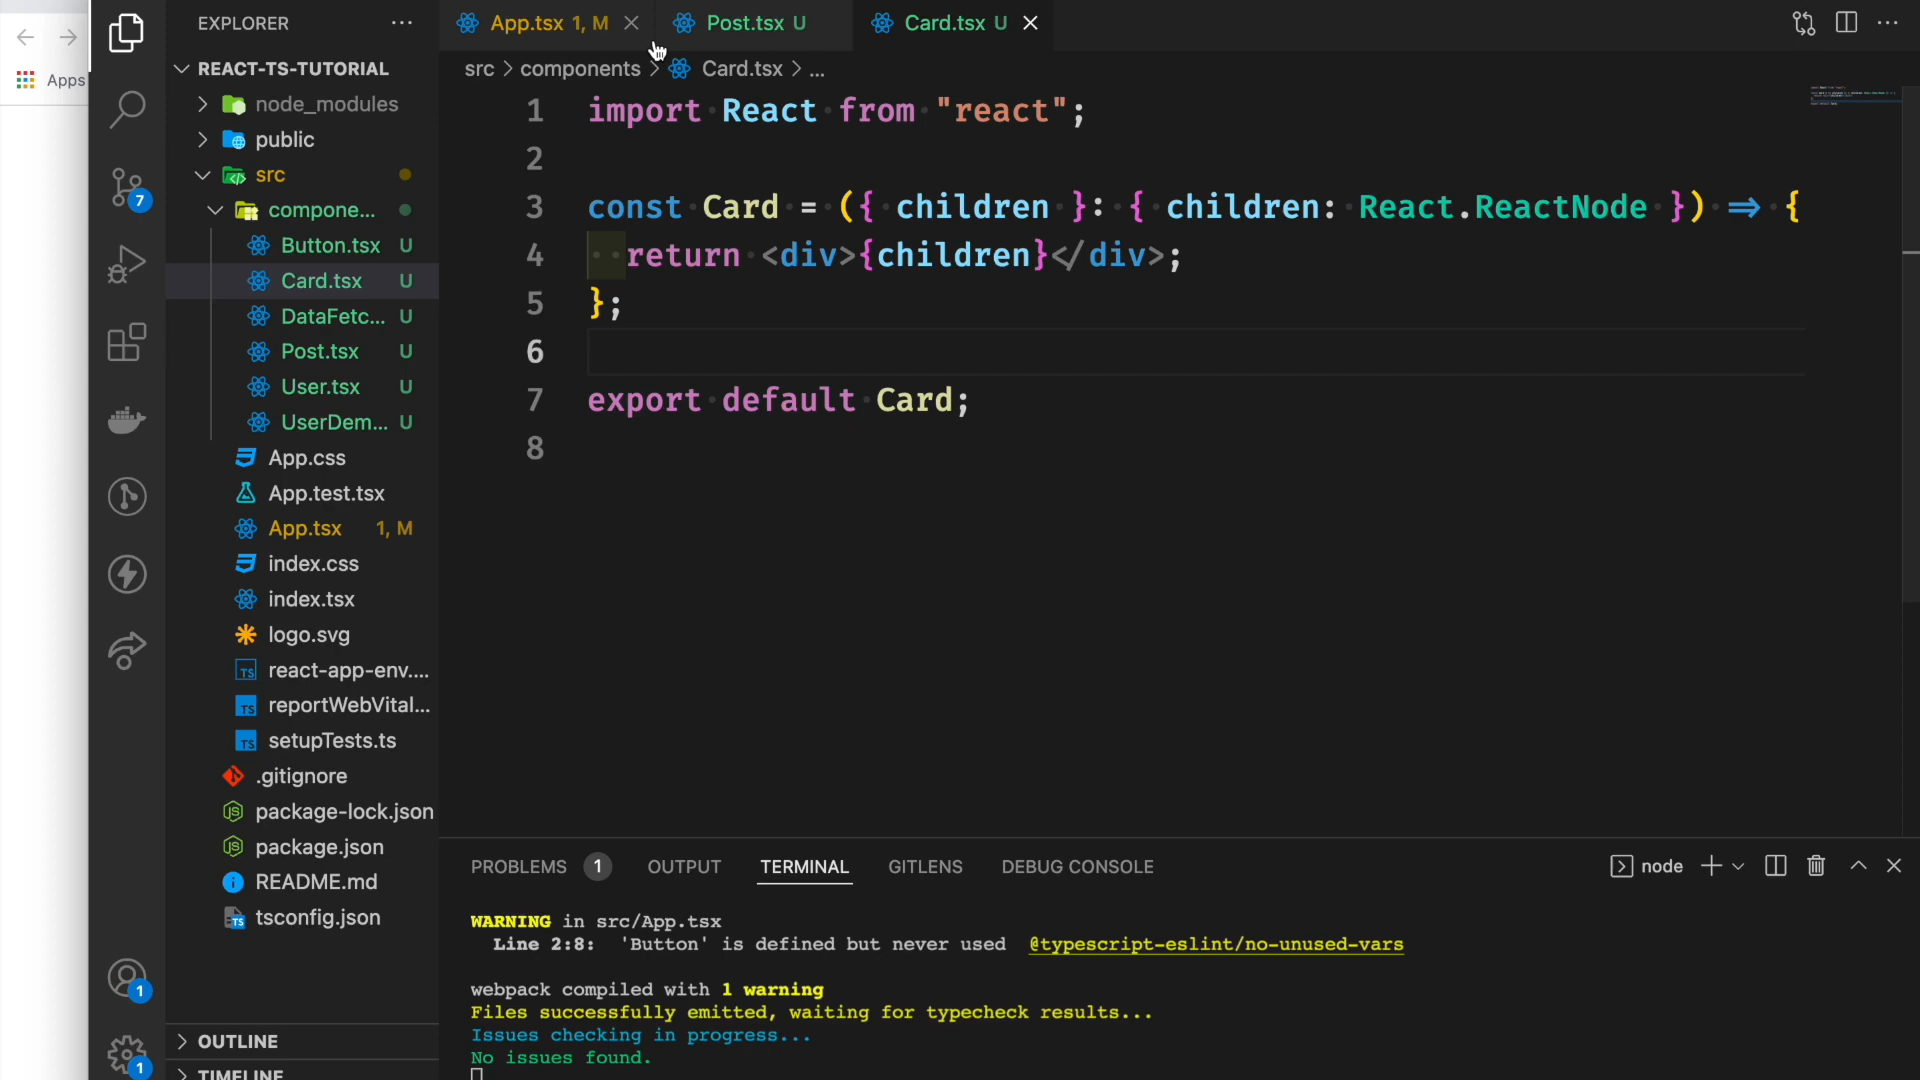 Apps
EXPLORER
REACT-TS-TUTORIAL
node_modules
public
src
compone...
Button.tsx U
Card.tsx U
DataFetc... U
Post.tsx U
User.tsx U
UserDem... U
App.css
App.test.tsx
App.tsx 1, M
index.css
index.tsx
logo.svg
react-app-env....
reportWebVital...
setupTests.ts
.gitignore
package-lock.json
package.json
README.md
tsconfig.json
OUTLINE
TIMELINE
7
1
1
App.tsx 1, M
Post.tsx U
Card.tsx U
src > components > Card.tsx > ...
1 import React from "react";
2
3 const Card = ({ children }: { children: React.ReactNode }) => {
4 return <div>{children}</div>;
5 };
6
7 export default Card;
8
PROBLEMS 1 OUTPUT TERMINAL GITLENS DEBUG CONSOLE
node
WARNING in src/App.tsx
Line 2:8: 'Button' is defined but never used @typescript-eslint/no-unused-vars
webpack compiled with 1 warning
Files successfully emitted, waiting for typecheck results...
Issues checking in progress...
No issues found.